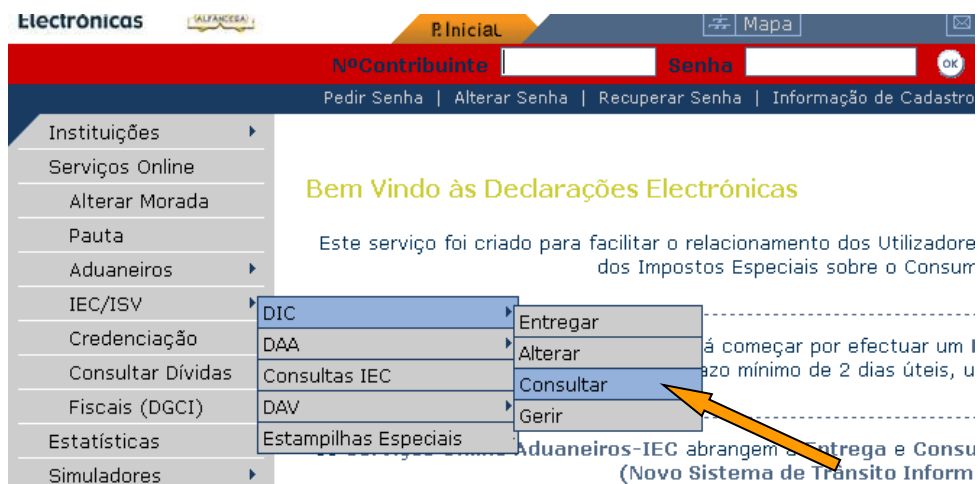 Electrónicas
P.Inicial
Mapa
NºContribuinte
Senha
OK
Pedir Senha | Alterar Senha | Recuperar Senha | Informação de Cadastro
Instituições
Serviços Online
Alterar Morada
Pauta
Aduaneiros
IEC/ISV
Credenciação
Consultar Dívidas
Fiscais (DGCI)
Estatísticas
Simuladores
DIC
DAA
Consultas IEC
DAV
Estampilhas Especiais
Entregar
Alterar
Consultar
Gerir
Bem Vindo às Declarações Electrónicas
Este serviço foi criado para facilitar o relacionamento dos Utilizadore
dos Impostos Especiais sobre o Consum
á começar por efectuar um
azo mínimo de 2 dias úteis, u
Serviços Online Aduaneiros-IEC abrangem a Entrega e Consu
(Novo Sistema de Trânsito Inform